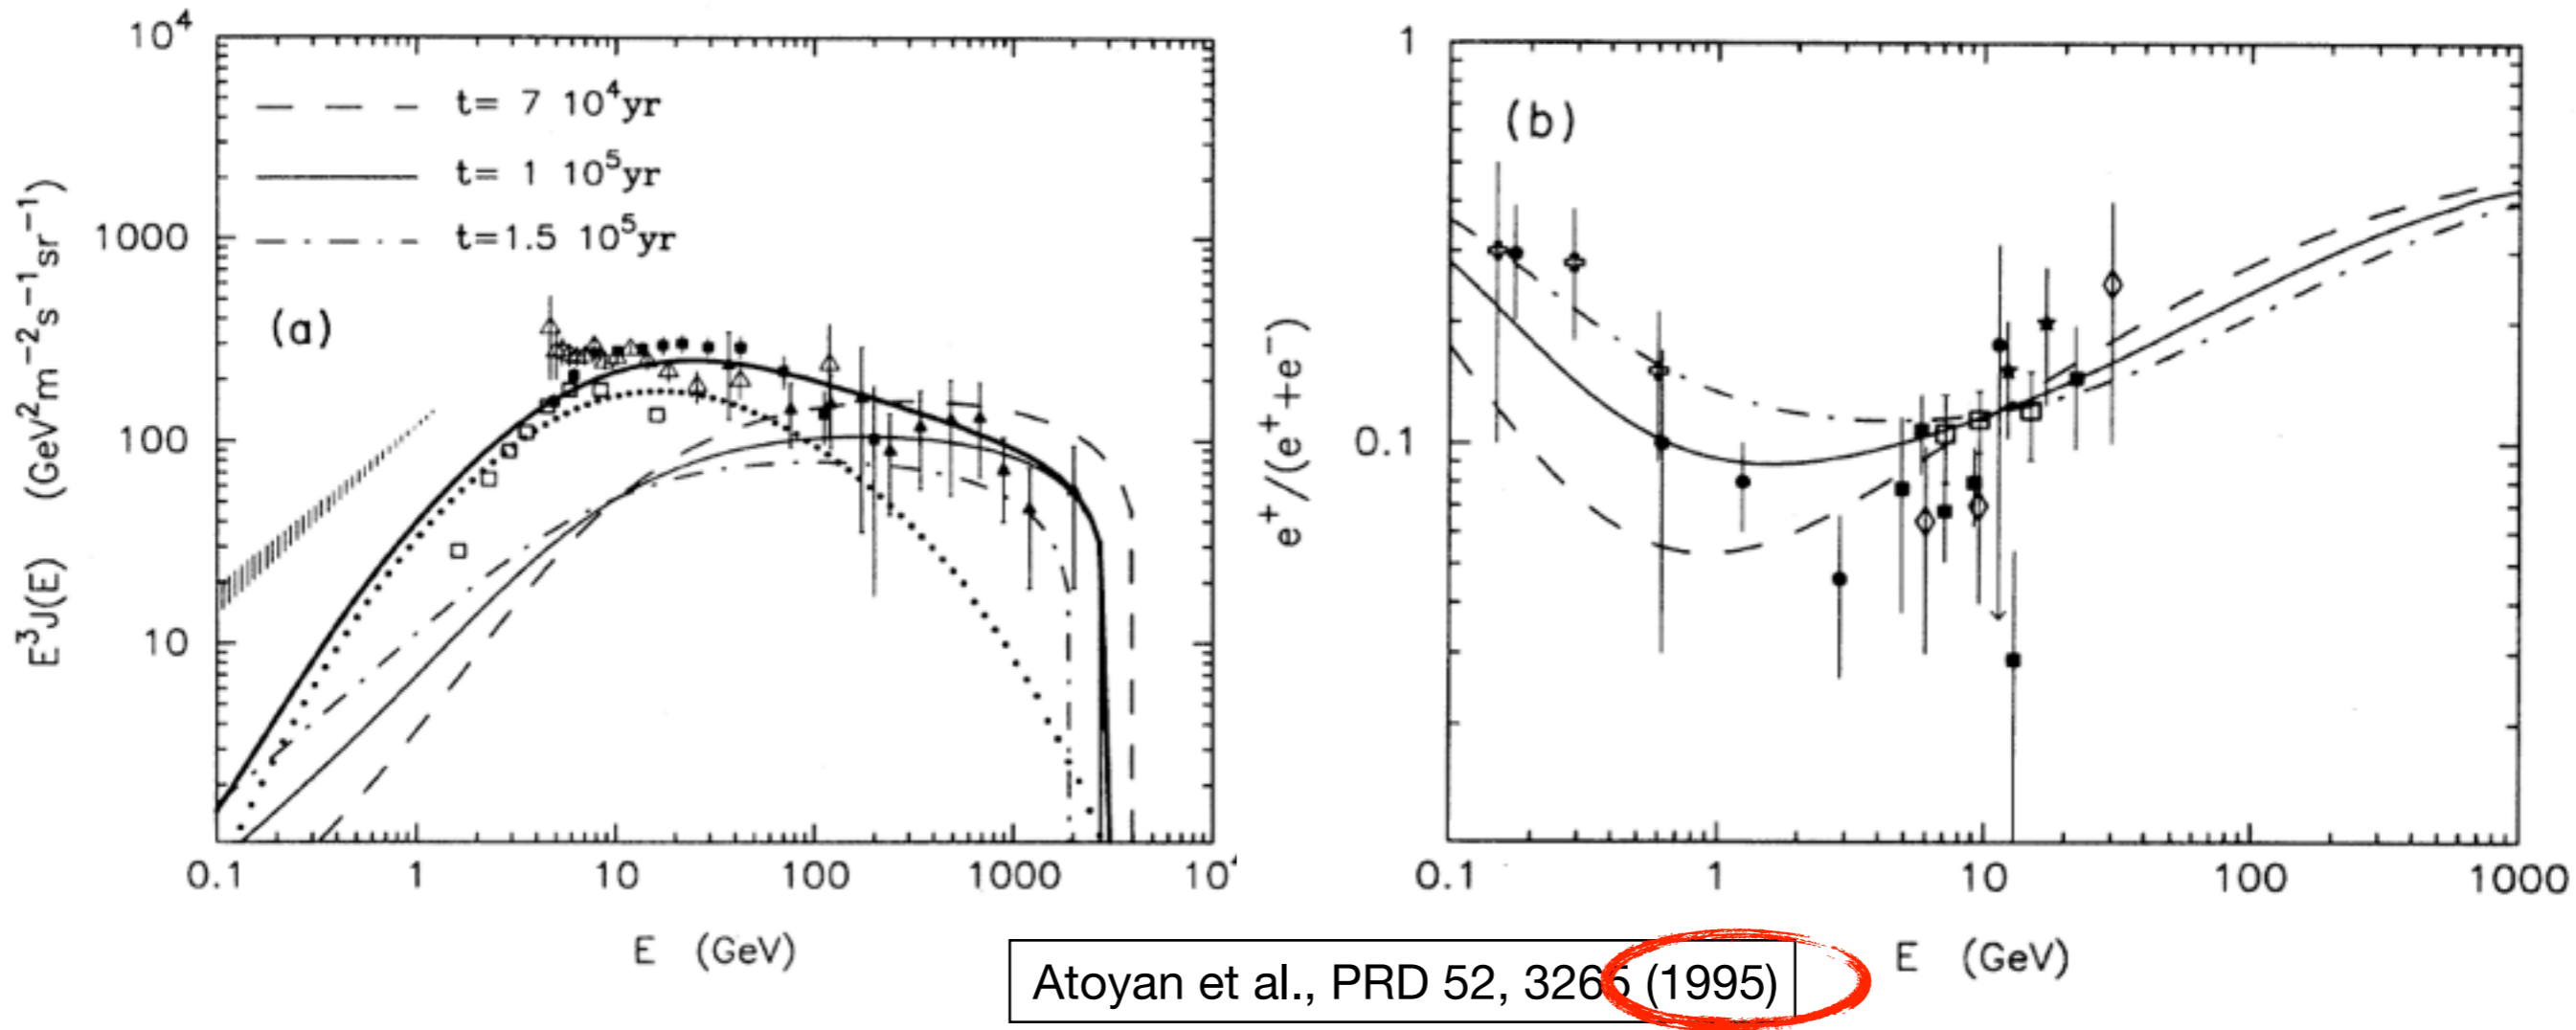 10⁴
1000
100
10
E³J(E) (GeV²m⁻²s⁻¹sr⁻¹)
t= 7 10⁴yr
t= 1 10⁵yr
t=1.5 10⁵yr
(a)
0.1 1 10 100 1000 10⁴
E (GeV)
1
0.1
e⁺/(e⁺+e⁻)
(b)
0.1 1 10 100 1000
E (GeV)
Atoyan et al., PRD 52, 3265 (1995)